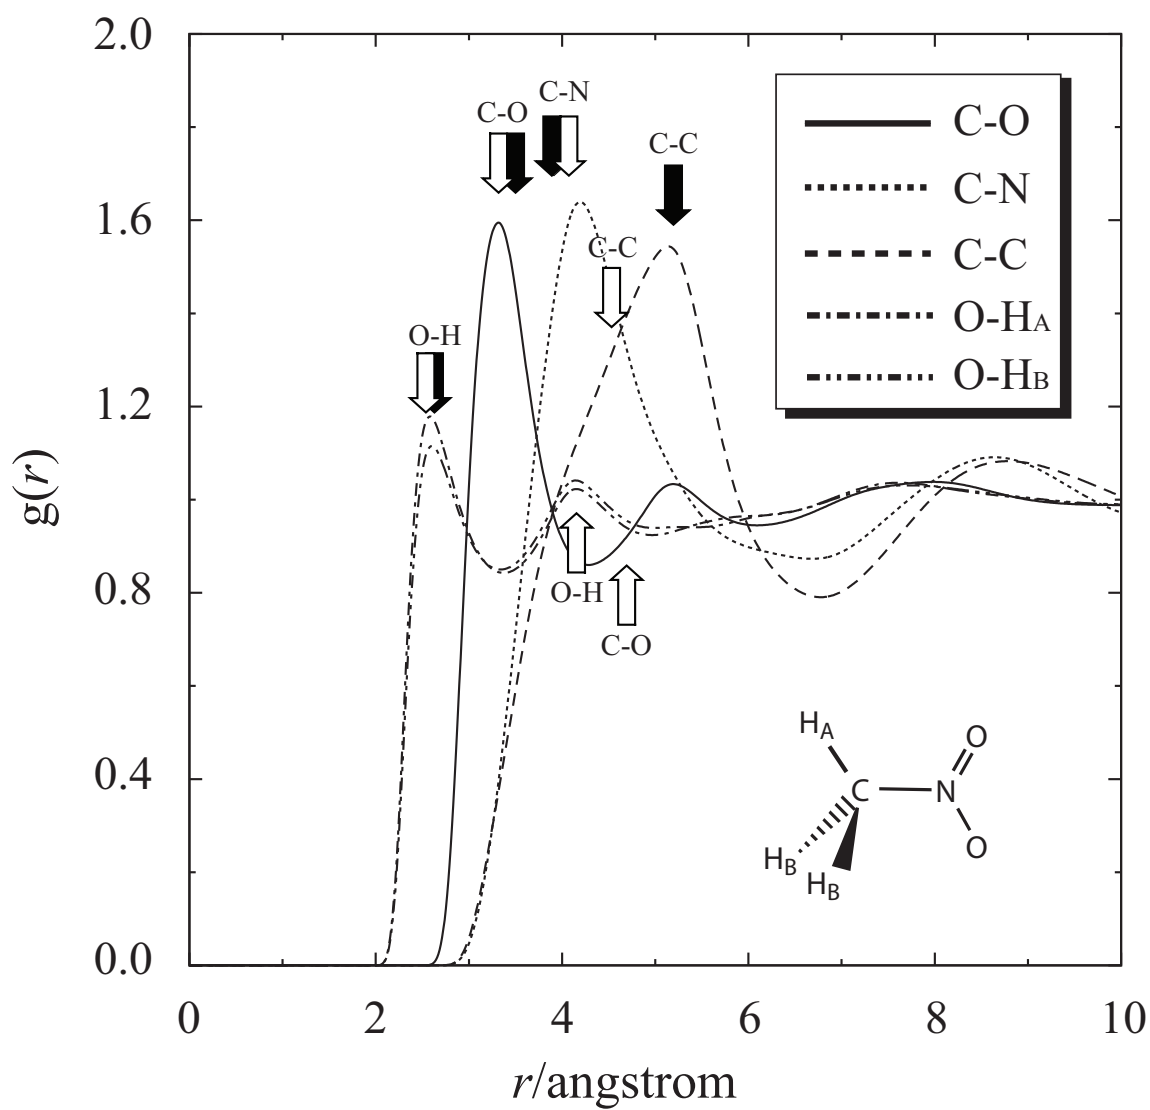 2.0
C-N
C-O
C-C
C-O
C-N
C-C
O-HA
O-HB
1.6
C-C
O-H
1.2
g(r)
0.8
O-H
C-O
HA
O
0.4
C
N
HB
HB
O
0.0
0
2
4
6
8
10
r/angstrom